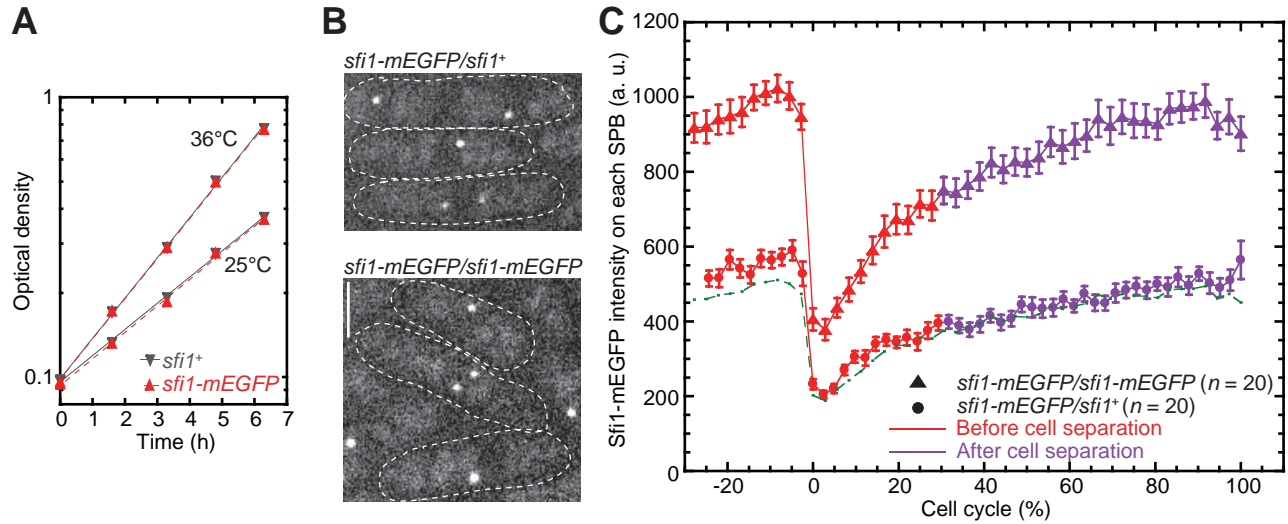 A
Optical density
1
0.1
36°C
25°C
sfi1⁺
sfi1-mEGFP
0 1 2 3 4 5 6 7
Time (h)
B
sfi1-mEGFP/sfi1⁺
sfi1-mEGFP/sfi1-mEGFP
C
Sfi1-mEGFP intensity on each SPB (a. u.)
1200
1000
800
600
400
200
0
sfi1-mEGFP/sfi1-mEGFP (n = 20)
sfi1-mEGFP/sfi1⁺ (n = 20)
Before cell separation
After cell separation
-20 0 20 40 60 80 100
Cell cycle (%)